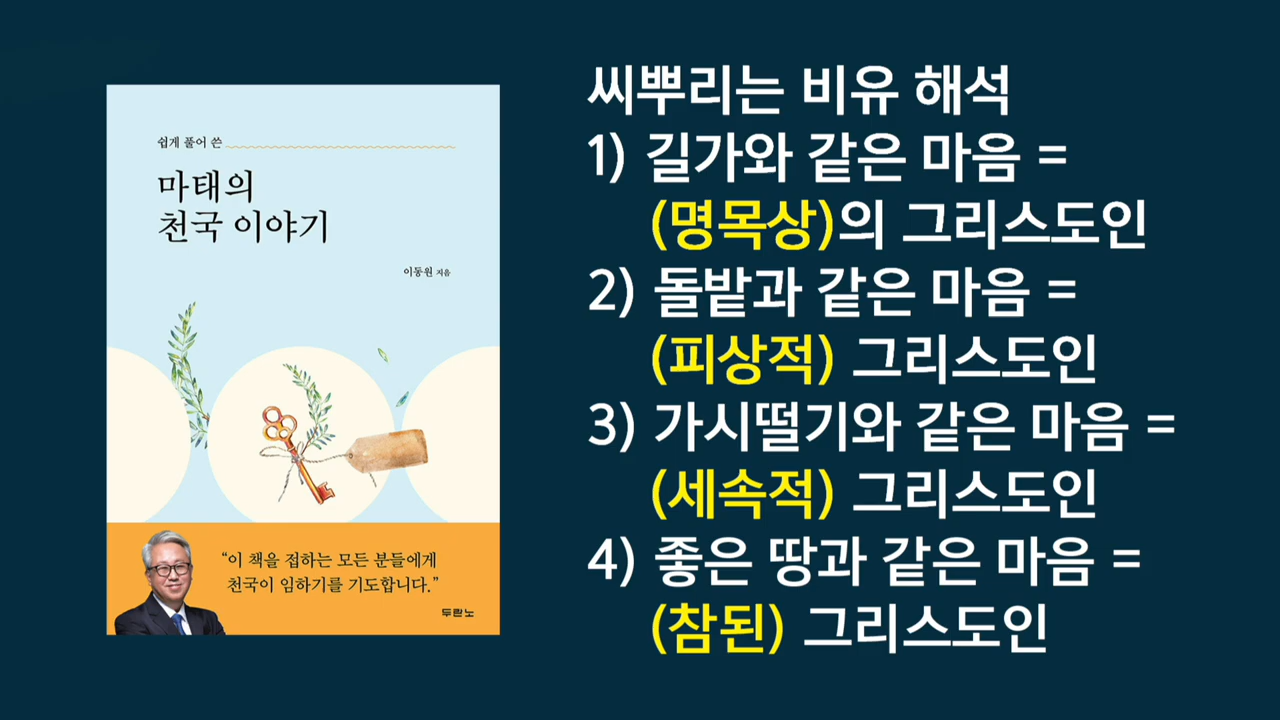 쉽게 풀어 쓴
마태의
천국 이야기
이동원 지음
“이 책을 접하는 모든 분들에게
천국이 임하기를 기도합니다.”
두란노
씨뿌리는 비유 해석
1) 길가와 같은 마음 =
(명목상)의 그리스도인
2) 돌밭과 같은 마음 =
(피상적) 그리스도인
3) 가시떨기와 같은 마음 =
(세속적) 그리스도인
4) 좋은 땅과 같은 마음 =
(참된) 그리스도인